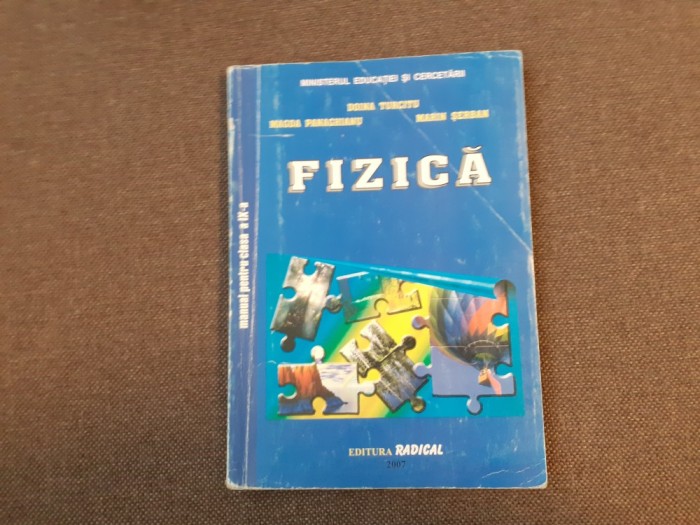 MINISTERUL EDUCAȚIEI ȘI CERCETĂRII
DOINA TURCITU
MAGDA PANAGHIANU MARIN ȘERBAN
FIZICĂ
manual pentru clasa a IX-a
EDITURA RADICAL
2007